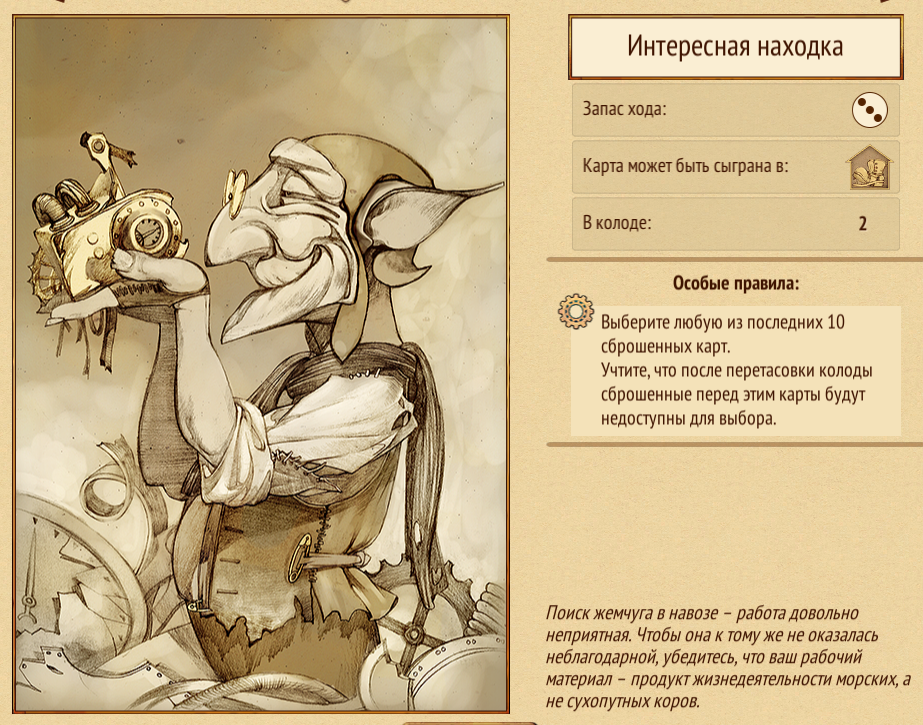 Интересная находка
Запас хода:
Карта может быть сыграна в:
В колоде: 2
Особые правила:
Выберите любую из последних 10
сброшенных карт.
Учтите, что после перетасовки колоды
сброшенные перед этим карты будут
недоступны для выбора.
Поиск жемчуга в навозе – работа довольно
неприятная. Чтобы она к тому же не оказалась
неблагодарной, убедитесь, что ваш рабочий
материал – продукт жизнедеятельности морских, а
не сухопутных коров.